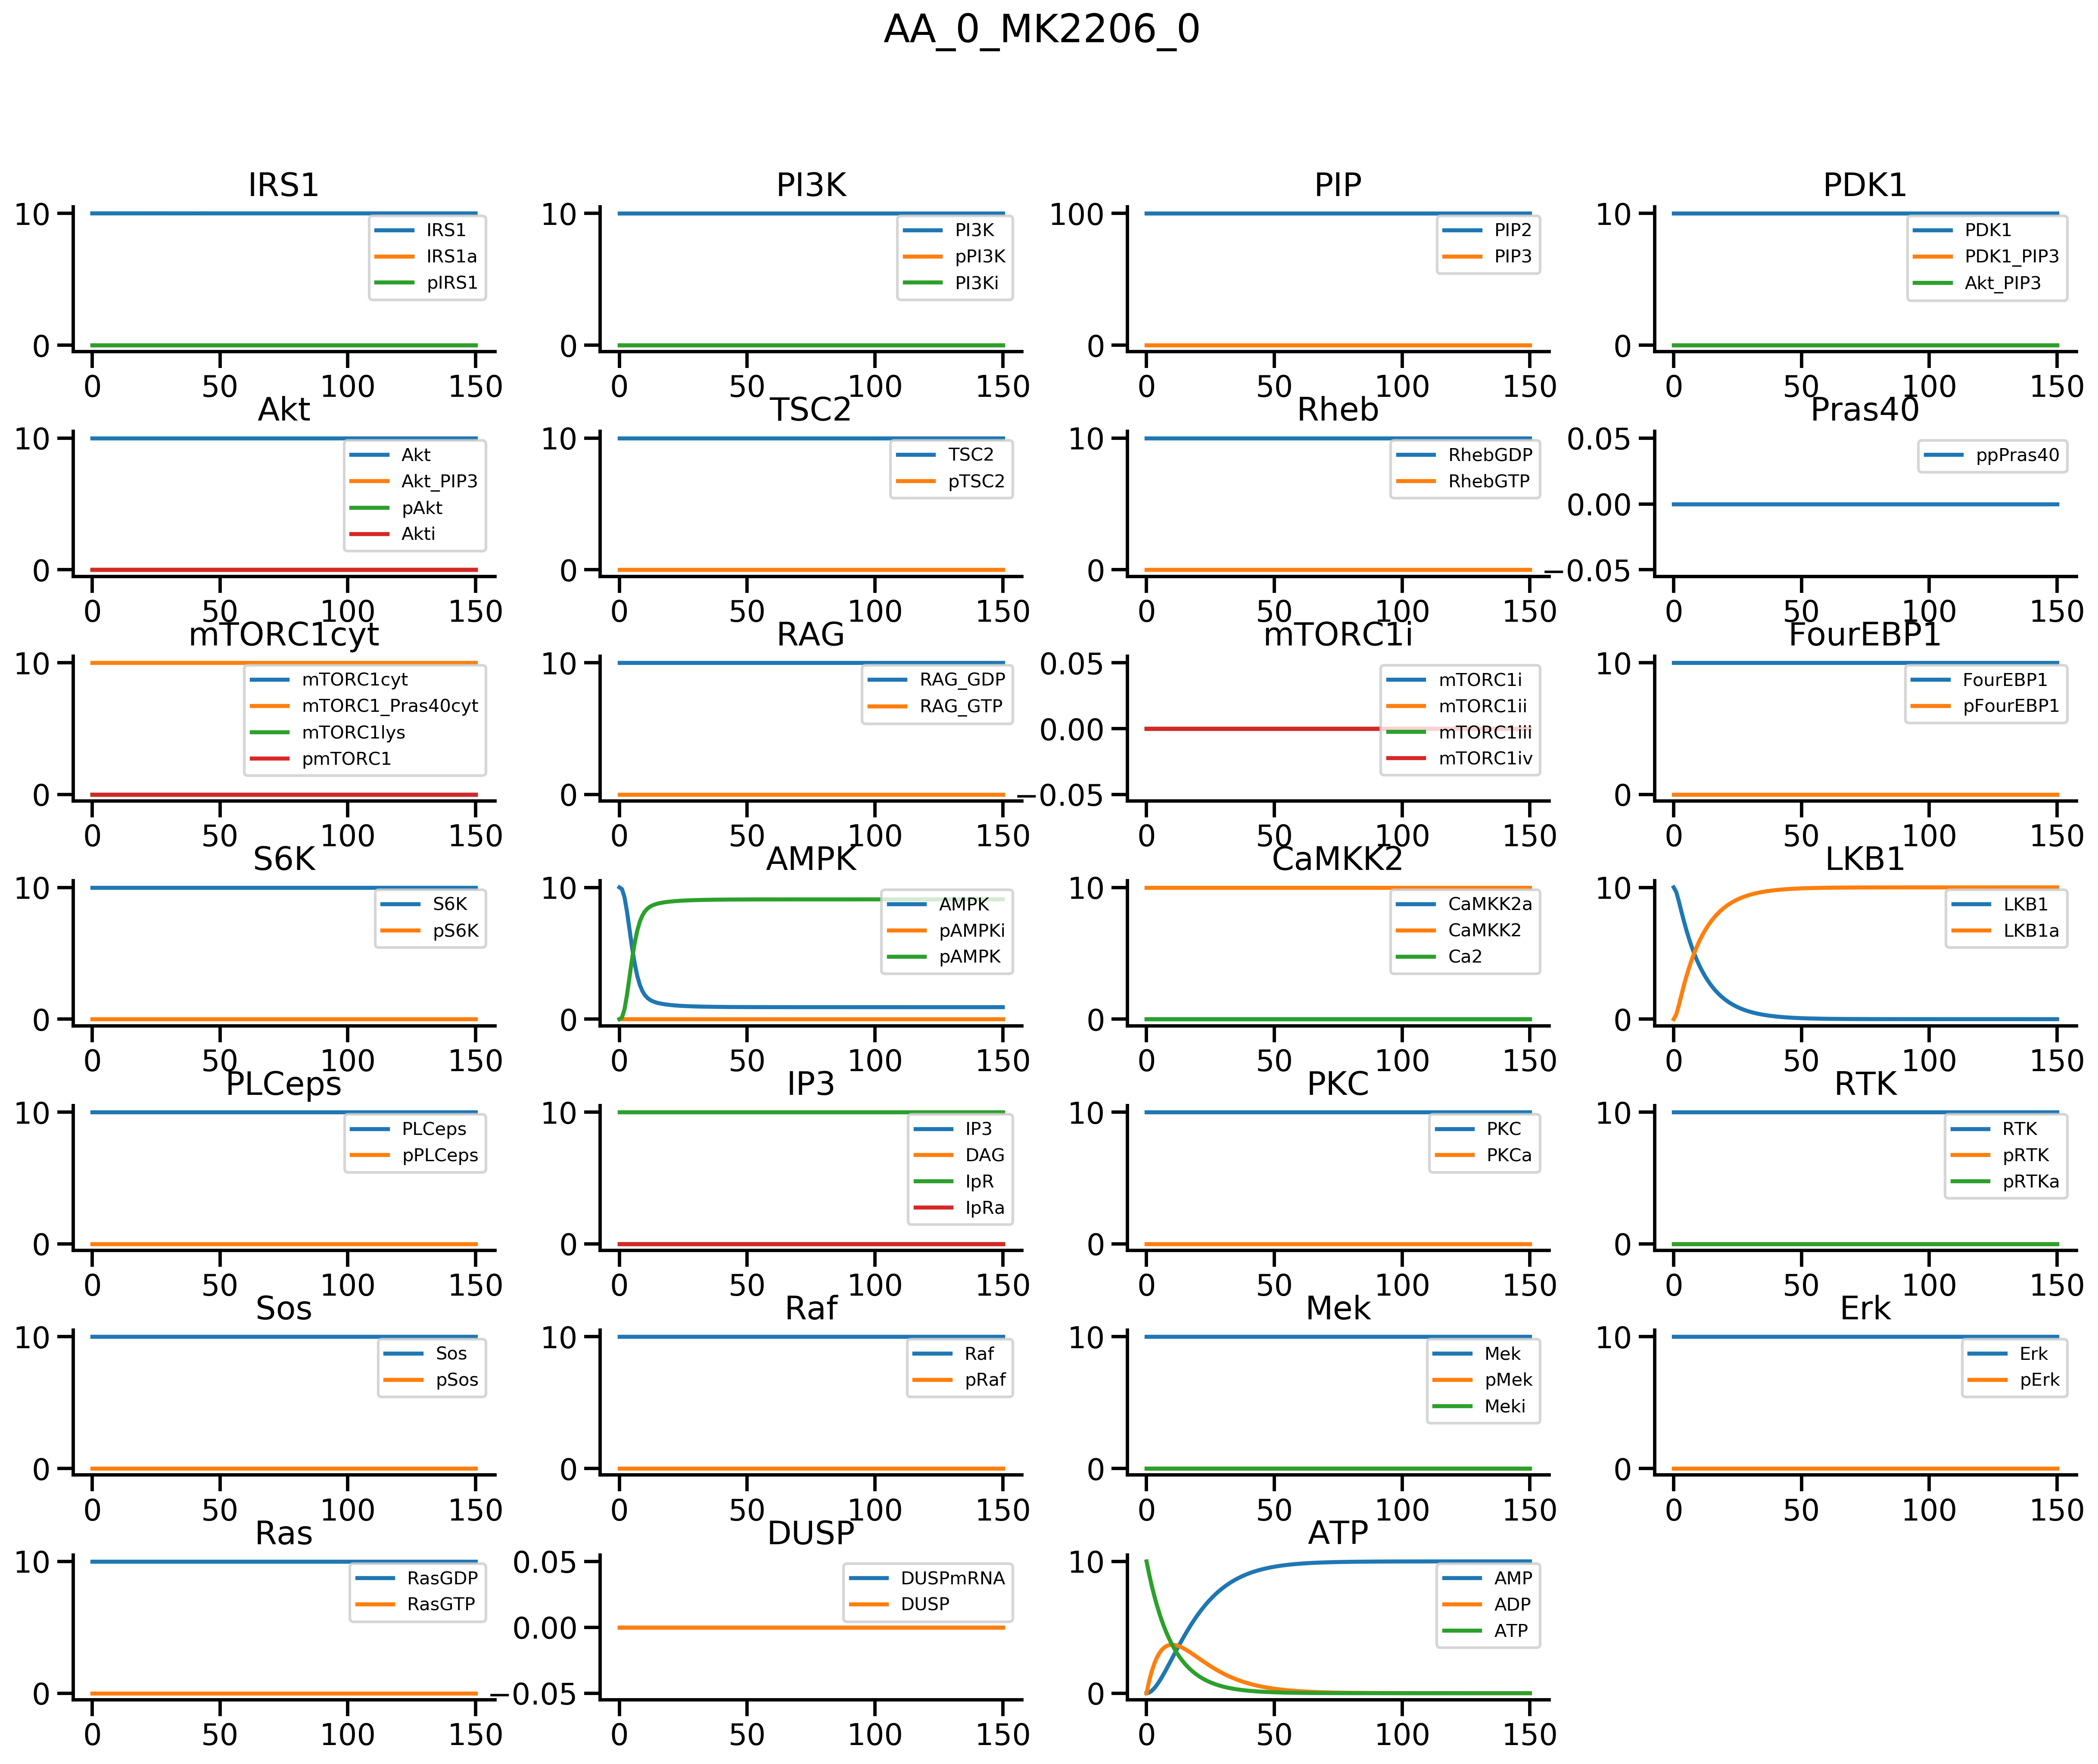 AA_0_MK2206_0
IRS1
10
0
0 50 100 150
IRS1
IRS1a
pIRS1
PI3K
10
0
0 50 100 150
PI3K
pPI3K
PI3Ki
PIP
100
0
0 50 100 150
PIP2
PIP3
PDK1
10
0
0 50 100 150
PDK1
PDK1_PIP3
Akt_PIP3
Akt
10
0
0 50 100 150
Akt
Akt_PIP3
pAkt
Akti
TSC2
10
0
0 50 100 150
TSC2
pTSC2
Rheb
10
0
0 50 100 150
RhebGDP
RhebGTP
Pras40
0.05
0.00
−0.05
0 50 100 150
ppPras40
mTORC1cyt
10
0
0 50 100 150
mTORC1cyt
mTORC1_Pras40cyt
mTORC1lys
pmTORC1
RAG
10
0
0 50 100 150
RAG_GDP
RAG_GTP
mTORC1i
0.05
0.00
−0.05
0 50 100 150
mTORC1i
mTORC1ii
mTORC1iii
mTORC1iv
FourEBP1
10
0
0 50 100 150
FourEBP1
pFourEBP1
S6K
10
0
0 50 100 150
S6K
pS6K
AMPK
10
0
0 50 100 150
AMPK
pAMPKi
pAMPK
CaMKK2
10
0
0 50 100 150
CaMKK2a
CaMKK2
Ca2
LKB1
10
0
0 50 100 150
LKB1
LKB1a
PLCeps
10
0
0 50 100 150
PLCeps
pPLCeps
IP3
10
0
0 50 100 150
IP3
DAG
IpR
IpRa
PKC
10
0
0 50 100 150
PKC
PKCa
RTK
10
0
0 50 100 150
RTK
pRTK
pRTKa
Sos
10
0
0 50 100 150
Sos
pSos
Raf
10
0
0 50 100 150
Raf
pRaf
Mek
10
0
0 50 100 150
Mek
pMek
Meki
Erk
10
0
0 50 100 150
Erk
pErk
Ras
10
0
0 50 100 150
RasGDP
RasGTP
DUSP
0.05
0.00
−0.05
0 50 100 150
DUSPmRNA
DUSP
ATP
10
0
0 50 100 150
AMP
ADP
ATP